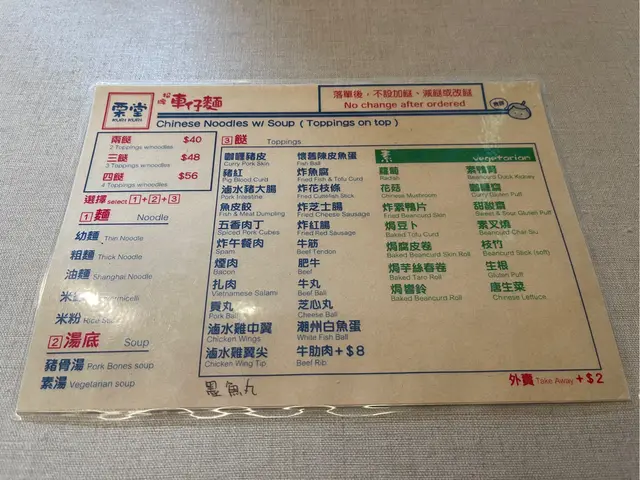 栗堂
KURI KURI
招牌 車仔麵
落單後，不設加餸、減餸或改餸
No change after ordered
Chinese Noodles w/ Soup ( Toppings on top )
兩餸 $40
2 Toppings w/noodles
三餸 $48
3 Toppings w/noodles
四餸 $56
4 Toppings w/noodles
選擇 select 1+2+3
1 麵 Noodle
幼麵 Thin Noodle
粗麵 Thick Noodle
油麵 Shanghai Noodle
米
米粉
2 湯底 Soup
豬骨湯 Pork Bones soup
素湯 Vegetarian soup
3 餸 Toppings
咖喱豬皮
Curry Pork Skin
豬紅
Pig Blood Curd
滷水豬大腸
Pork Intestine
魚皮餃
Fish & Meat Dumpling
五香肉丁
Spiced Pork Cubes
炸午餐肉
Spam
煙肉
Bacon
扎肉
Vietnamese Salami
貢丸
Pork Ball
滷水雞中翼
Chicken Wings
滷水雞翼尖
Chicken Wing Tip
墨魚丸
懷舊陳皮魚蛋
Fish Ball
炸魚腐
Fried Fish & Tofu Curd
炸花枝條
Fried Cuttlefish Stick
炸芝士腸
Fried Cheese Sausage
炸紅腸
Fried Red Sausage
牛筋
Beef Tendon
肥牛
Beef
牛丸
Beef Ball
芝心丸
Cheese Ball
潮州白魚蛋
White Fish Ball
牛肋肉+$8
Beef Rib
素 vegetarian
蘿蔔
Radish
花菇
Chinese Mushroom
炸素鴨片
Fried Beancurd Skin
焗豆卜
Baked Tofu Curd
焗腐皮卷
Baked Beancurd Skin Roll
焗芋絲春卷
Baked Taro Roll
焗響鈴
Baked Beancurd Roll
素鴨腎
Beancurd Duck Kidney
咖喱齋
Curry Gluten Puff
甜酸齋
Sweet & Sour Gluten Puff
素叉燒
Beancurd Char Siu
枝竹
Beancurd Stick (soft)
生根
Gluten Puff
唐生菜
Chinese Lettuce
外賣 Take Away +$2